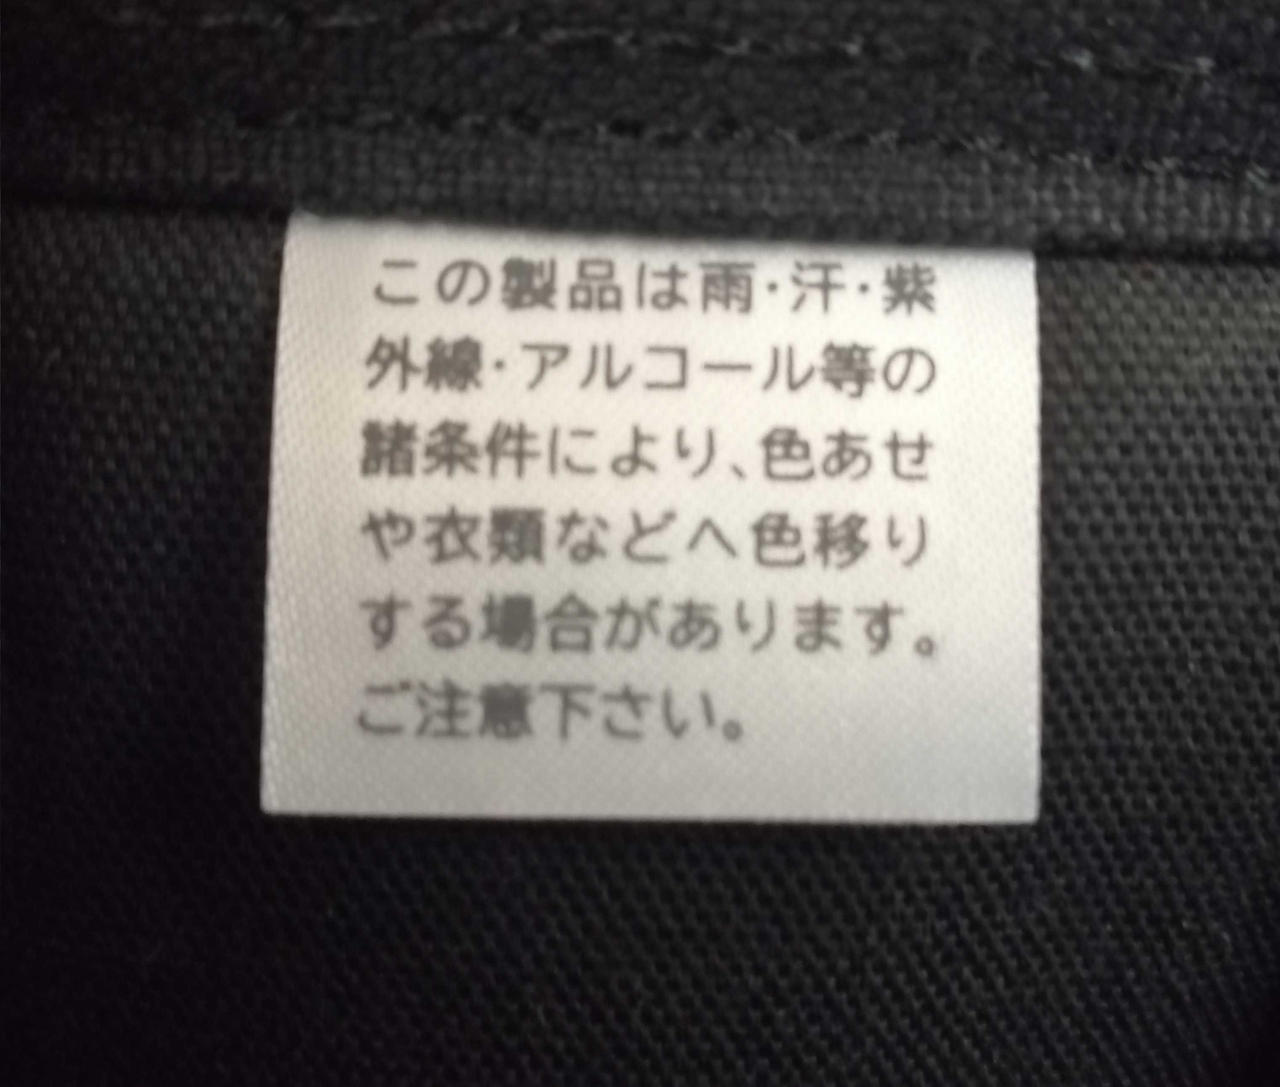 この製品は雨・汗・紫
外線・アルコール等の
諸条件により、色あせ
や衣類などへ色移り
する場合があります。
ご注意下さい。